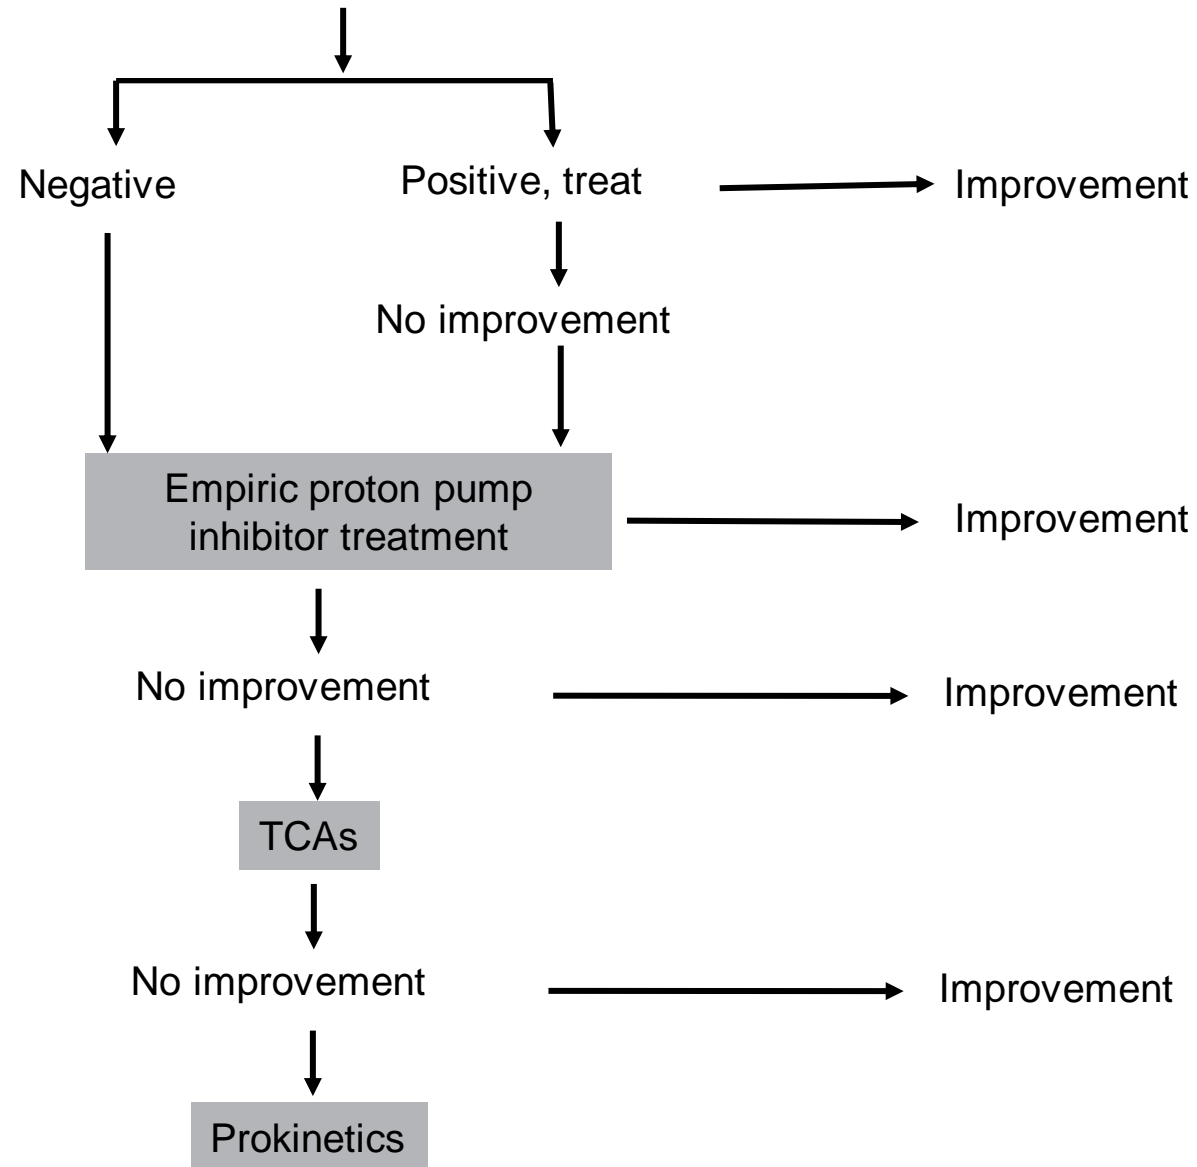 Negative
Positive, treat
Improvement
No improvement
Empiric proton pump
inhibitor treatment
Improvement
No improvement
Improvement
TCAs
No improvement
Improvement
Prokinetics